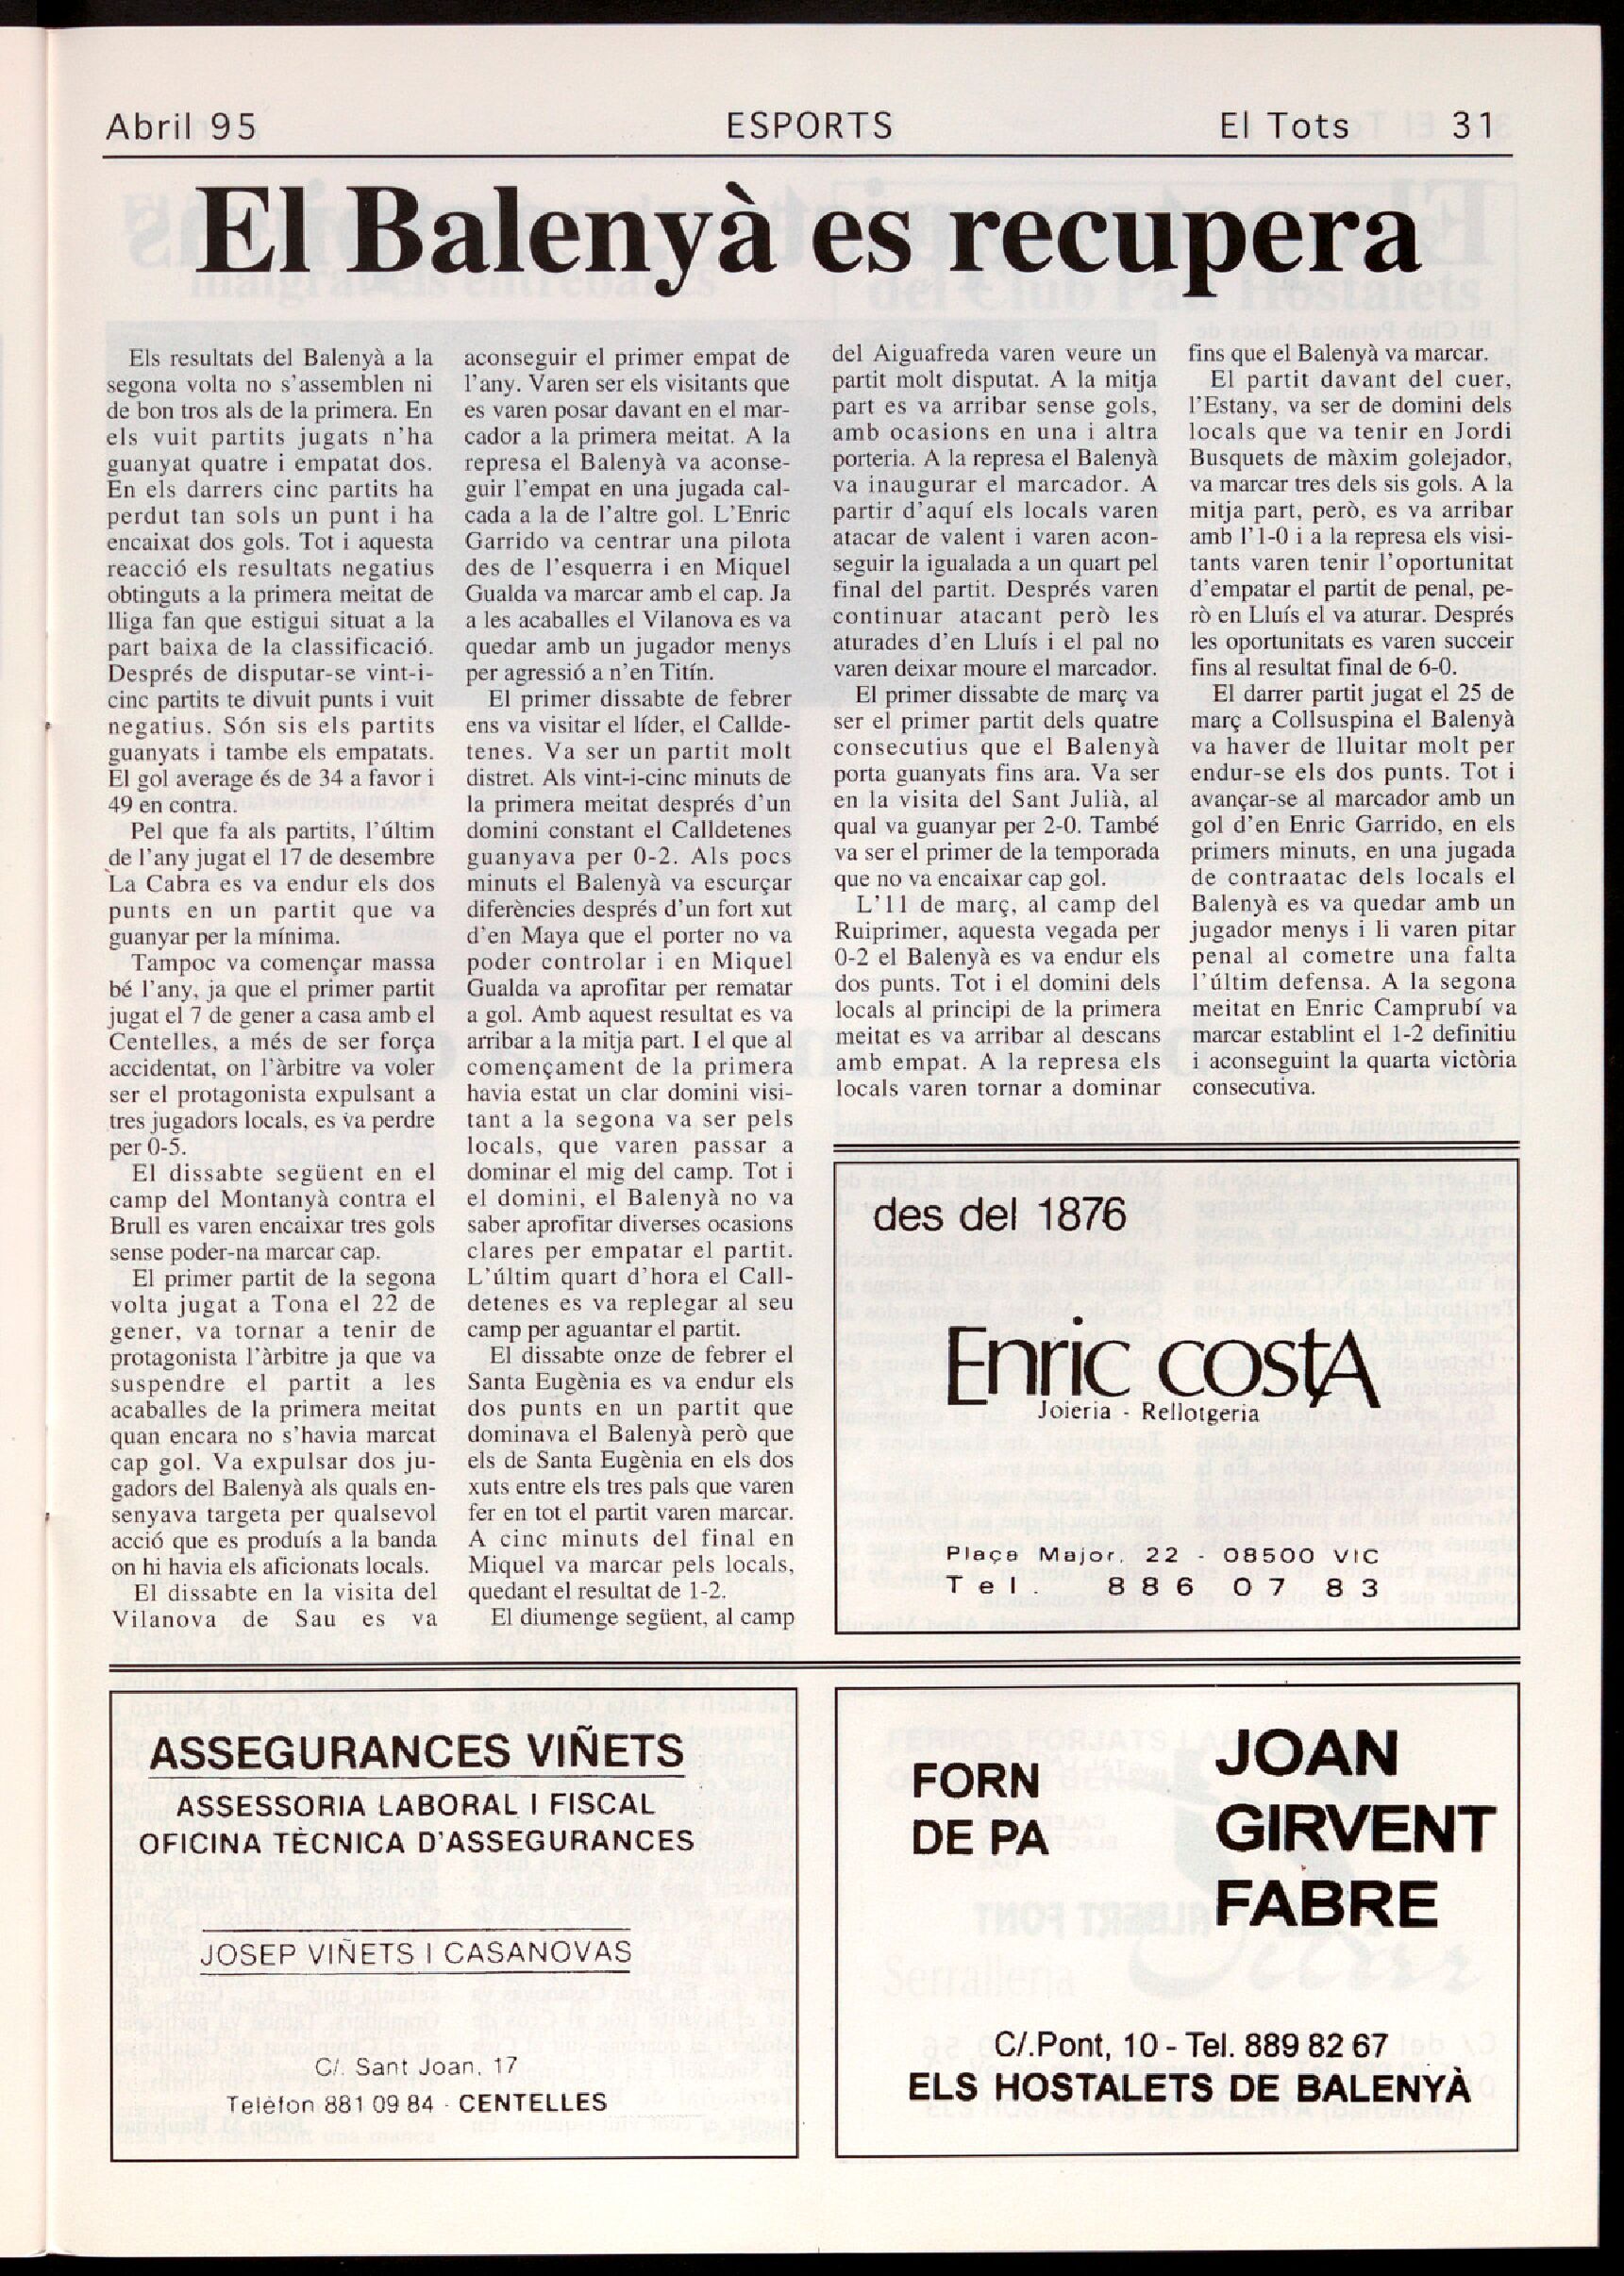 Abril 95 ESPORTS El Tots 31
El Balenyà es recupera
Els resultats del Balenyà a la
segona volta no s'assemblen ni
de bon tros als de la primera. En
els vuit partits jugats n'ha
guanyat quatre i empatat dos.
En els darrers cinc partits ha
perdut tan sols un punt i ha
encaixat dos gols. Tot i aquesta
reacció els resultats negatius
obtinguts a la primera meitat de
lliga fan que estigui situat a la
part baixa de la classificació.
Després de disputar-se vint-i-
cinc partits te divuit punts i vuit
negatius. Són sis els partits
guanyats i tambe els empatats.
El gol average és de 34 a favor i
49 en contra.
Pel que fa als partits, l'últim
de l'any jugat el 17 de desembre
La Cabra es va endur els dos
punts en un partit que va
guanyar per la mínima.
Tampoc va començar massa
bé l'any, ja que el primer partit
jugat el 7 de gener a casa amb el
Centelles, a més de ser força
accidentat, on l'àrbitre va voler
ser el protagonista expulsant a
tres jugadors locals, es va perdre
per 0-5.
El dissabte següent en el
camp del Montanyà contra el
Brull es varen encaixar tres gols
sense poder-na marcar cap.
El primer partit de la segona
volta jugat a Tona el 22 de
gener, va tornar a tenir de
protagonista l'àrbitre ja que va
suspendre el partit a les
acaballes de la primera meitat
quan encara no s'havia marcat
cap gol. Va expulsar dos ju-
gadors del Balenyà als quals en-
senyava targeta per qualsevol
acció que es produís a la banda
on hi havia els aficionats locals.
El dissabte en la visita del
Vilanova de Sau es va
aconseguir el primer empat de
l'any. Varen ser els visitants que
es varen posar davant en el mar-
cador a la primera meitat. A la
represa el Balenyà va aconse-
guir l'empat en una jugada cal-
cada a la de l'altre gol. L'Enric
Garrido va centrar una pilota
des de l'esquerra i en Miquel
Gualda va marcar amb el cap. Ja
a les acaballes el Vilanova es va
quedar amb un jugador menys
per agressió a n'en Titín.
El primer dissabte de febrer
ens va visitar el líder, el Callde-
tenes. Va ser un partit molt
distret. Als vint-i-cinc minuts de
la primera meitat després d'un
domini constant el Calldetenes
guanyava per 0-2. Als pocs
minuts el Balenyà va escurçar
diferències després d'un fort xut
d'en Maya que el porter no va
poder controlar i en Miquel
Gualda va aprofitar per rematar
a gol. Amb aquest resultat es va
arribar a la mitja part. I el que al
començament de la primera
havia estat un clar domini visi-
tant a la segona va ser pels
locals, que varen passar a
dominar el mig del camp. Tot i
el domini, el Balenyà no va
saber aprofitar diverses ocasions
clares per empatar el partit.
L'últim quart d'hora el Call-
detenes es va replegar al seu
camp per aguantar el partit.
El dissabte onze de febrer el
Santa Eugènia es va endur els
dos punts en un partit que
dominava el Balenyà però que
els de Santa Eugènia en els dos
xuts entre els tres pals que varen
fer en tot el partit varen marcar.
A cinc minuts del final en
Miquel va marcar pels locals,
quedant el resultat de 1-2.
El diumenge següent, al camp
del Aiguafreda varen veure un
partit molt disputat. A la mitja
part es va arribar sense gols,
amb ocasions en una i altra
porteria. A la represa el Balenyà
va inaugurar el marcador. A
partir d'aquí els locals varen
atacar de valent i varen acon-
seguir la igualada a un quart pel
final del partit. Després varen
continuar atacant però les
aturades d'en Lluís i el pal no
varen deixar moure el marcador.
El primer dissabte de març va
ser el primer partit dels quatre
consecutius que el Balenyà
porta guanyats fins ara. Va ser
en la visita del Sant Julià, al
qual va guanyar per 2-0. També
va ser el primer de la temporada
que no va encaixar cap gol.
L'11 de març, al camp del
Ruiprimer, aquesta vegada per
0-2 el Balenyà es va endur els
dos punts. Tot i el domini dels
locals al principi de la primera
meitat es va arribar al descans
amb empat. A la represa els
locals varen tornar a dominar
fins que el Balenyà va marcar.
El partit davant del cuer,
l'Estany, va ser de domini dels
locals que va tenir en Jordi
Busquets de màxim golejador,
va marcar tres dels sis gols. A la
mitja part, però, es va arribar
amb l'1-0 i a la represa els visi-
tants varen tenir l'oportunitat
d'empatar el partit de penal, pe-
rò en Lluís el va aturar. Després
les oportunitats es varen succeir
fins al resultat final de 6-0.
El darrer partit jugat el 25 de
març a Collsuspina el Balenyà
va haver de lluitar molt per
endur-se els dos punts. Tot i
avançar-se al marcador amb un
gol d'en Enric Garrido, en els
primers minuts, en una jugada
de contraatac dels locals el
Balenyà es va quedar amb un
jugador menys i li varen pitar
penal al cometre una falta
l'últim defensa. A la segona
meitat en Enric Camprubí va
marcar establint el 1-2 definitiu
i aconseguint la quarta victòria
consecutiva.
des del 1876
Enric costA
Joieria - Rellotgeria
Plaça Major, 22 - 08500 VIC
Tel. 886 07 83
ASSEGURANCES VIÑETS
ASSESSORIA LABORAL I FISCAL
OFICINA TÈCNICA D'ASSEGURANCES
JOSEP VIÑETS I CASANOVAS
C/. Sant Joan, 17
Telèfon 881 09 84 - CENTELLES
FORN
DE PA
JOAN
GIRVENT
FABRE
C/.Pont, 10 - Tel. 889 82 67
ELS HOSTALETS DE BALENYÀ